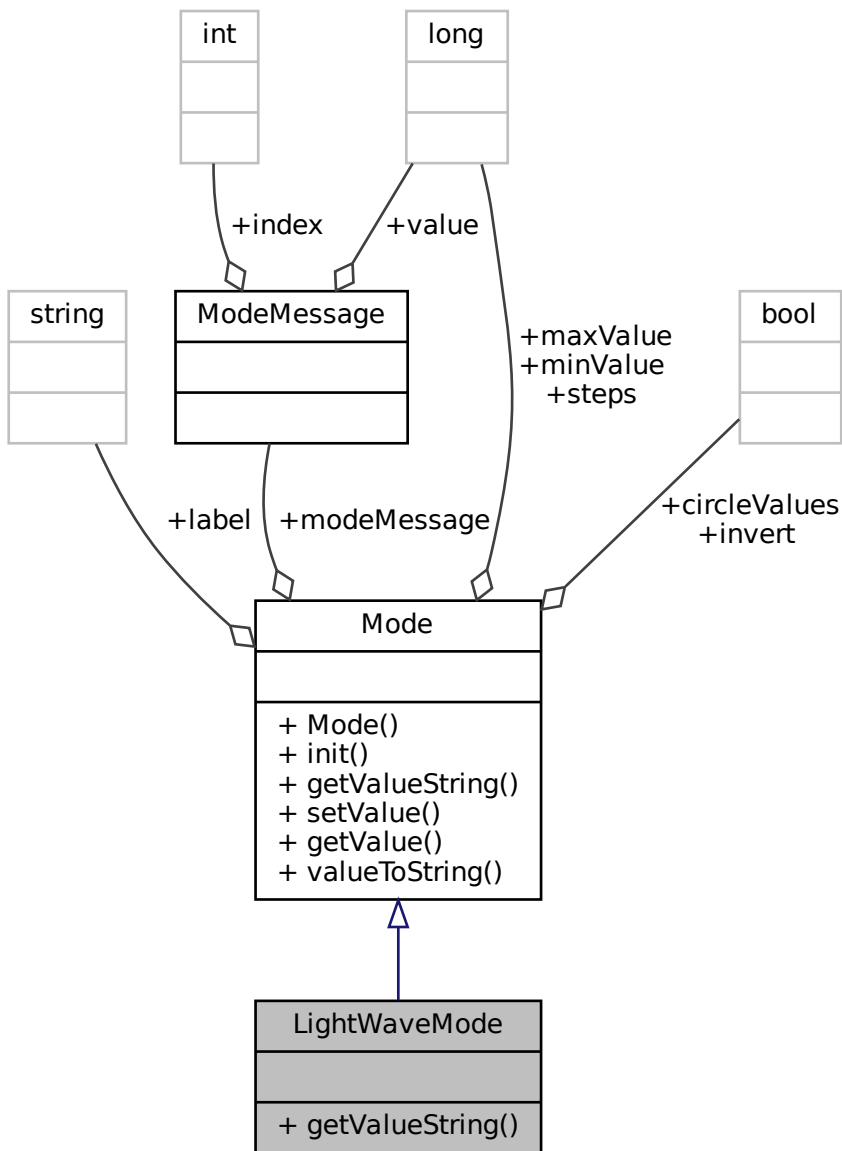 int
long
+index
+value
string
ModeMessage
bool
+maxValue
+minValue
+steps
+label
+modeMessage
+circleValues
+invert
Mode
+ Mode()
+ init()
+ getValueString()
+ setValue()
+ getValue()
+ valueToString()
LightWaveMode
+ getValueString()